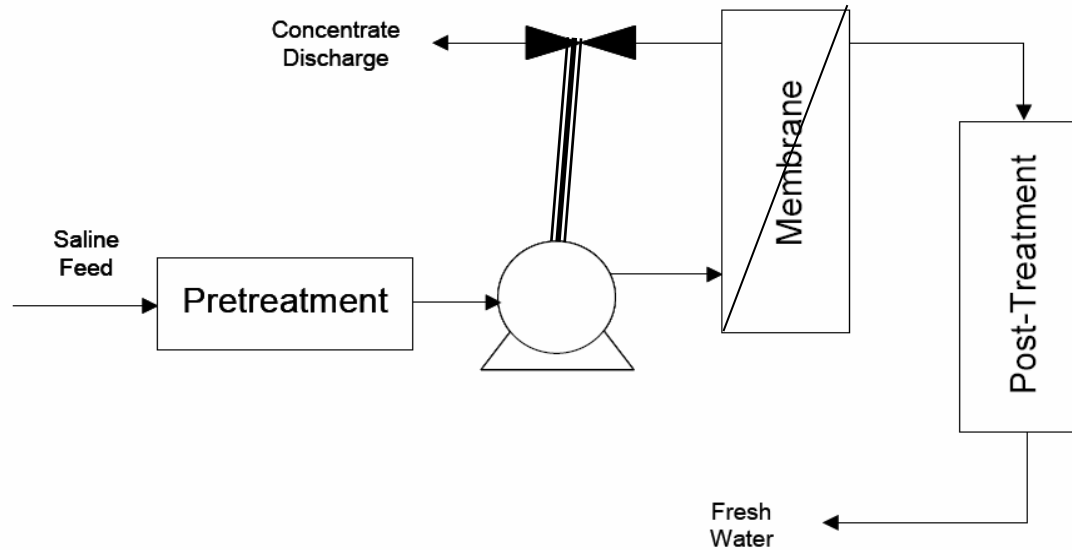 Concentrate
Discharge
Membrane
Saline
Feed
Pretreatment
Post-Treatment
Fresh
Water